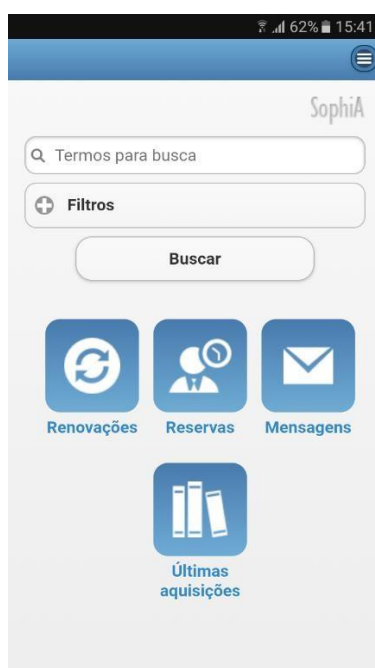 62% 15:41
SophiA
Termos para busca
Filtros
Buscar
Renovações Reservas Mensagens
Últimas
aquisições